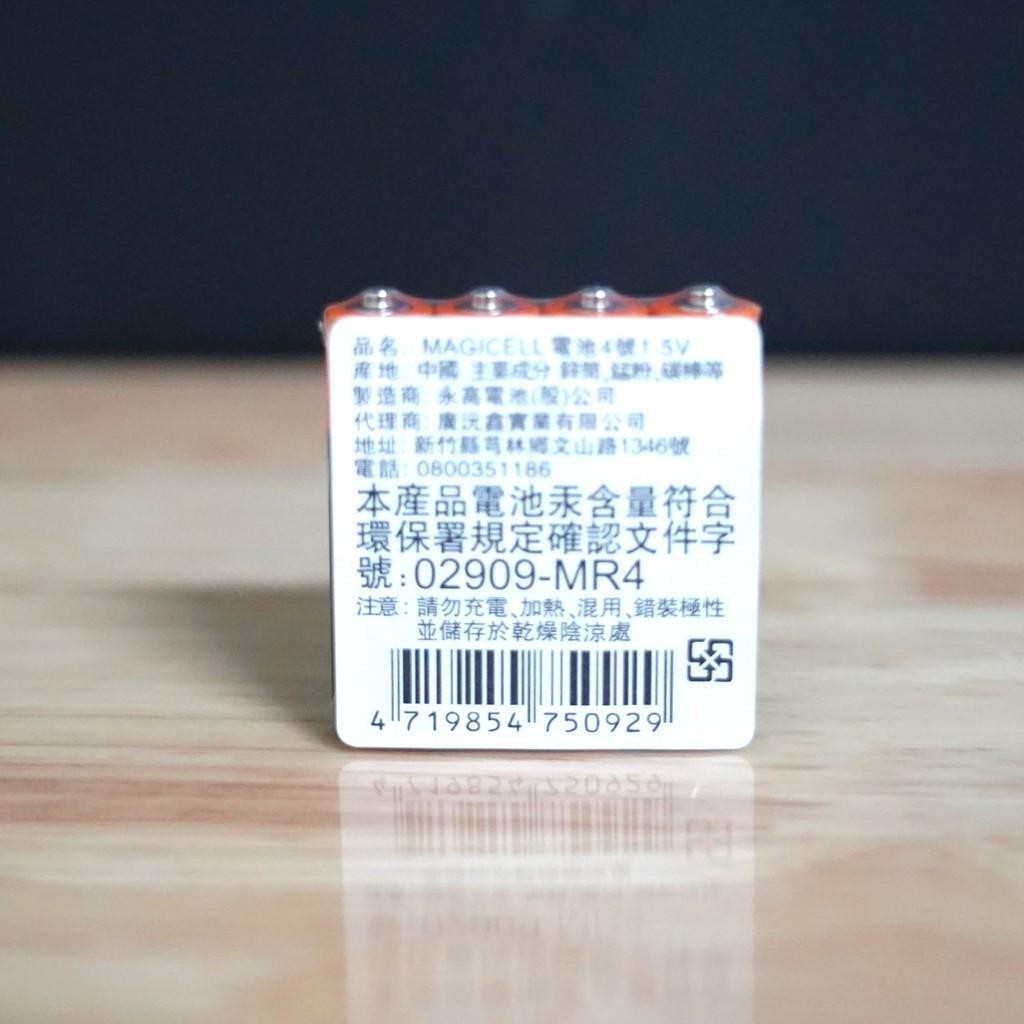 品名: MAGICELL 電池4號1.5V
產地: 中國 主要成分 鋅筒、錳粉、碳棒等
製造商: 永高電池(股)公司
代理商: 廣沅鑫實業有限公司
地址: 新竹縣芎林鄉文山路1346號
電話: 0800351186
本產品電池汞含量符合
環保署規定確認文件字
號:02909-MR4
注意: 請勿充電、加熱、混用、錯裝極性
並儲存於乾燥陰涼處
4 719854 750929